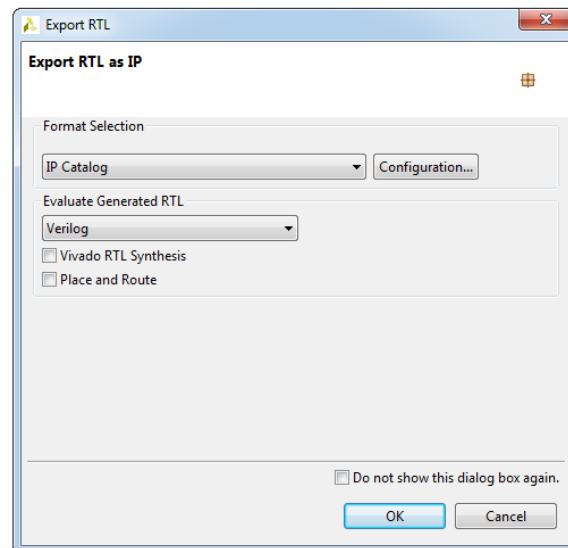 Export RTL
Export RTL as IP
Format Selection
IP Catalog Configuration...
Evaluate Generated RTL
Verilog
Vivado RTL Synthesis
Place and Route
Do not show this dialog box again.
OK Cancel